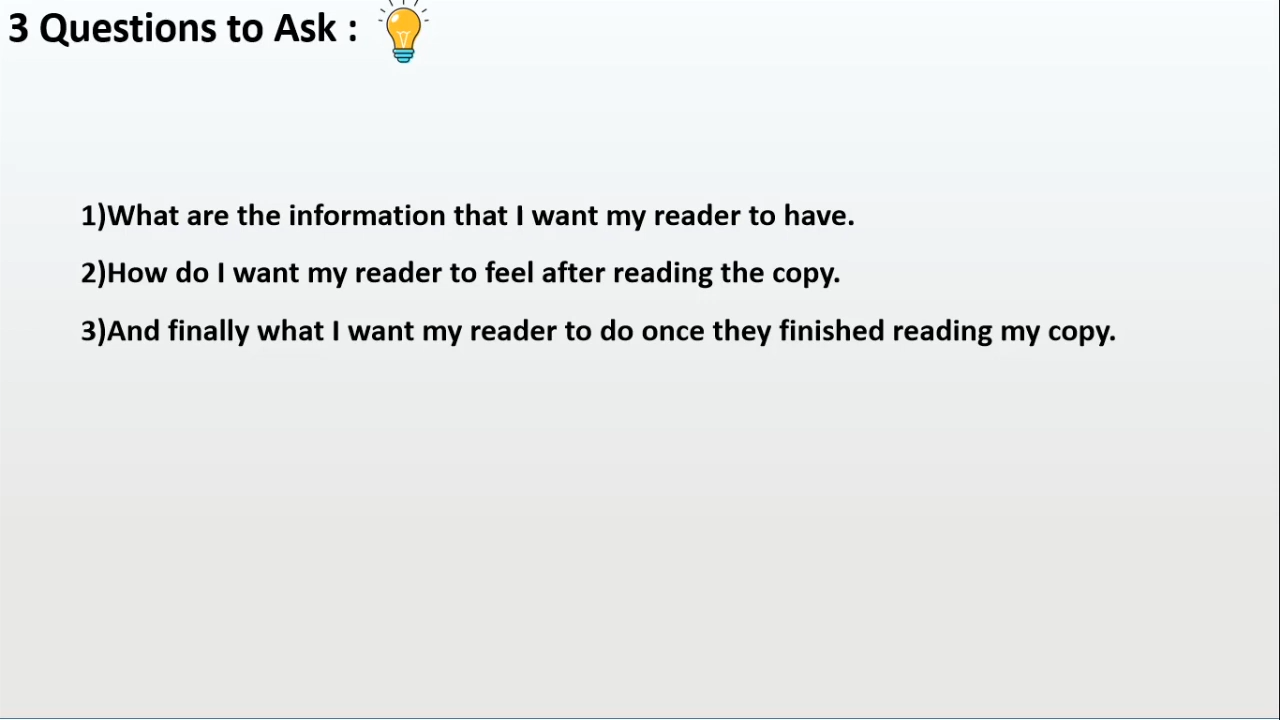 3 Questions to Ask :
1)What are the information that I want my reader to have.
2)How do I want my reader to feel after reading the copy.
3)And finally what I want my reader to do once they finished reading my copy.